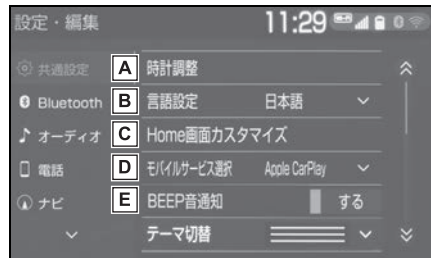 設定・編集 11:29
共通設定 A 時計調整
Bluetooth B 言語設定 日本語
オーディオ C Home画面カスタマイズ
電話 D モバイルサービス選択 Apple CarPlay
ナビ E BEEP音通知 する
テーマ切替